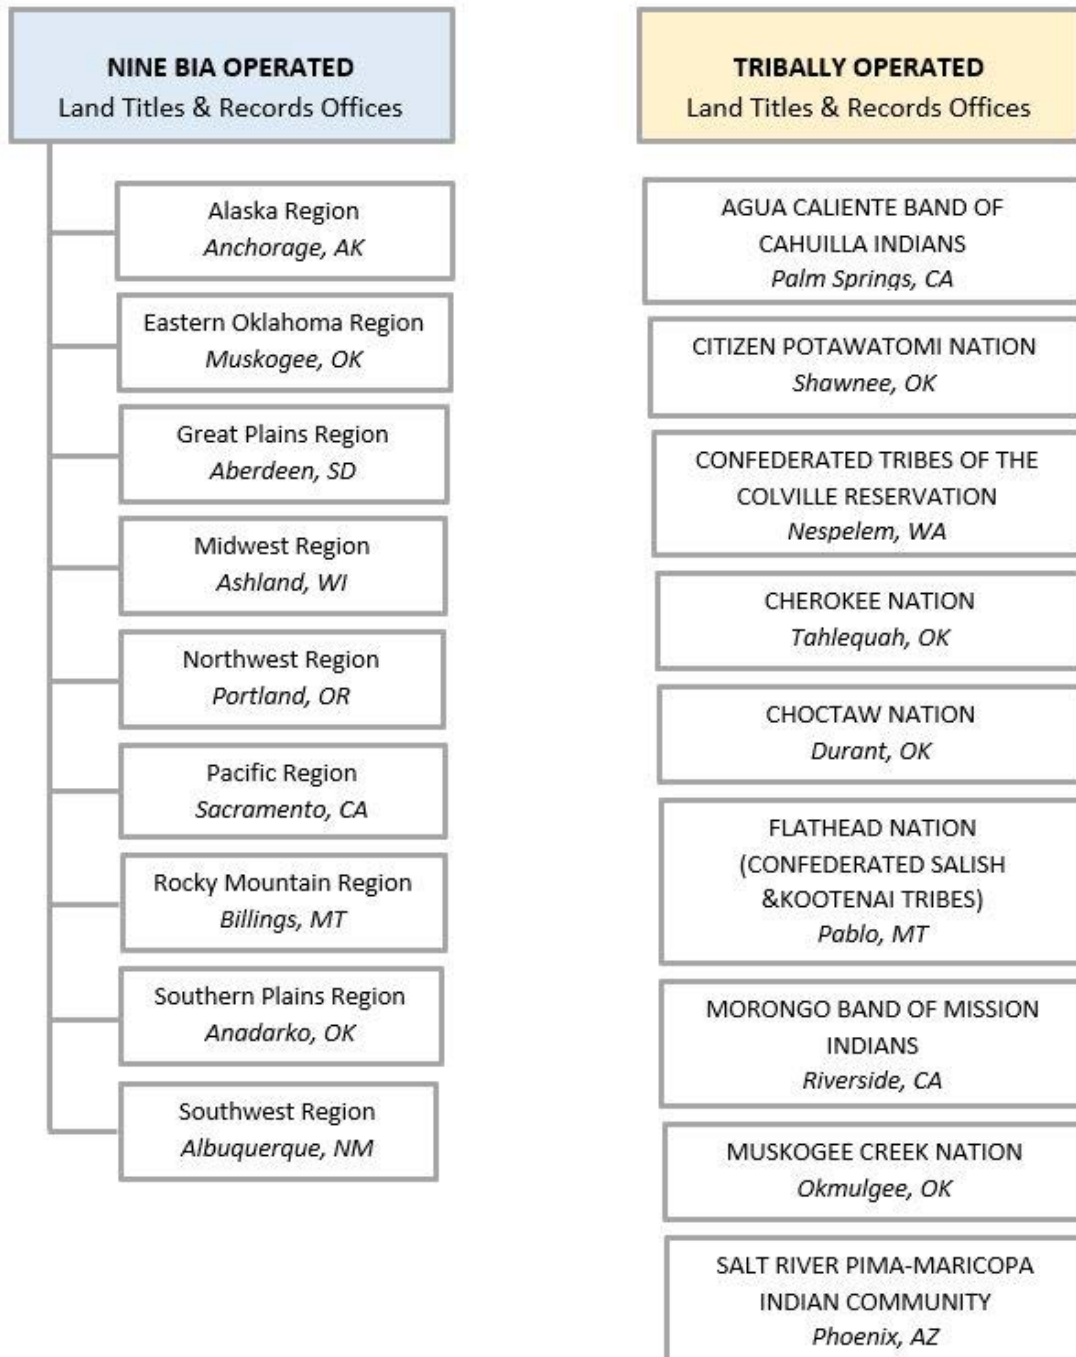 NINE BIA OPERATED
Land Titles & Records Offices
Alaska Region
Anchorage, AK
Eastern Oklahoma Region
Muskogee, OK
Great Plains Region
Aberdeen, SD
Midwest Region
Ashland, WI
Northwest Region
Portland, OR
Pacific Region
Sacramento, CA
Rocky Mountain Region
Billings, MT
Southern Plains Region
Anadarko, OK
Southwest Region
Albuquerque, NM
TRIBALLY OPERATED
Land Titles & Records Offices
AGUA CALIENTE BAND OF
CAHUILLA INDIANS
Palm Springs, CA
CITIZEN POTAWATOMI NATION
Shawnee, OK
CONFEDERATED TRIBES OF THE
COLVILLE RESERVATION
Nespelem, WA
CHEROKEE NATION
Tahlequah, OK
CHOCTAW NATION
Durant, OK
FLATHEAD NATION
(CONFEDERATED SALISH
&KOOTENAI TRIBES)
Pablo, MT
MORONGO BAND OF MISSION
INDIANS
Riverside, CA
MUSKOGEE CREEK NATION
Okmulgee, OK
SALT RIVER PIMA-MARICOPA
INDIAN COMMUNITY
Phoenix, AZ